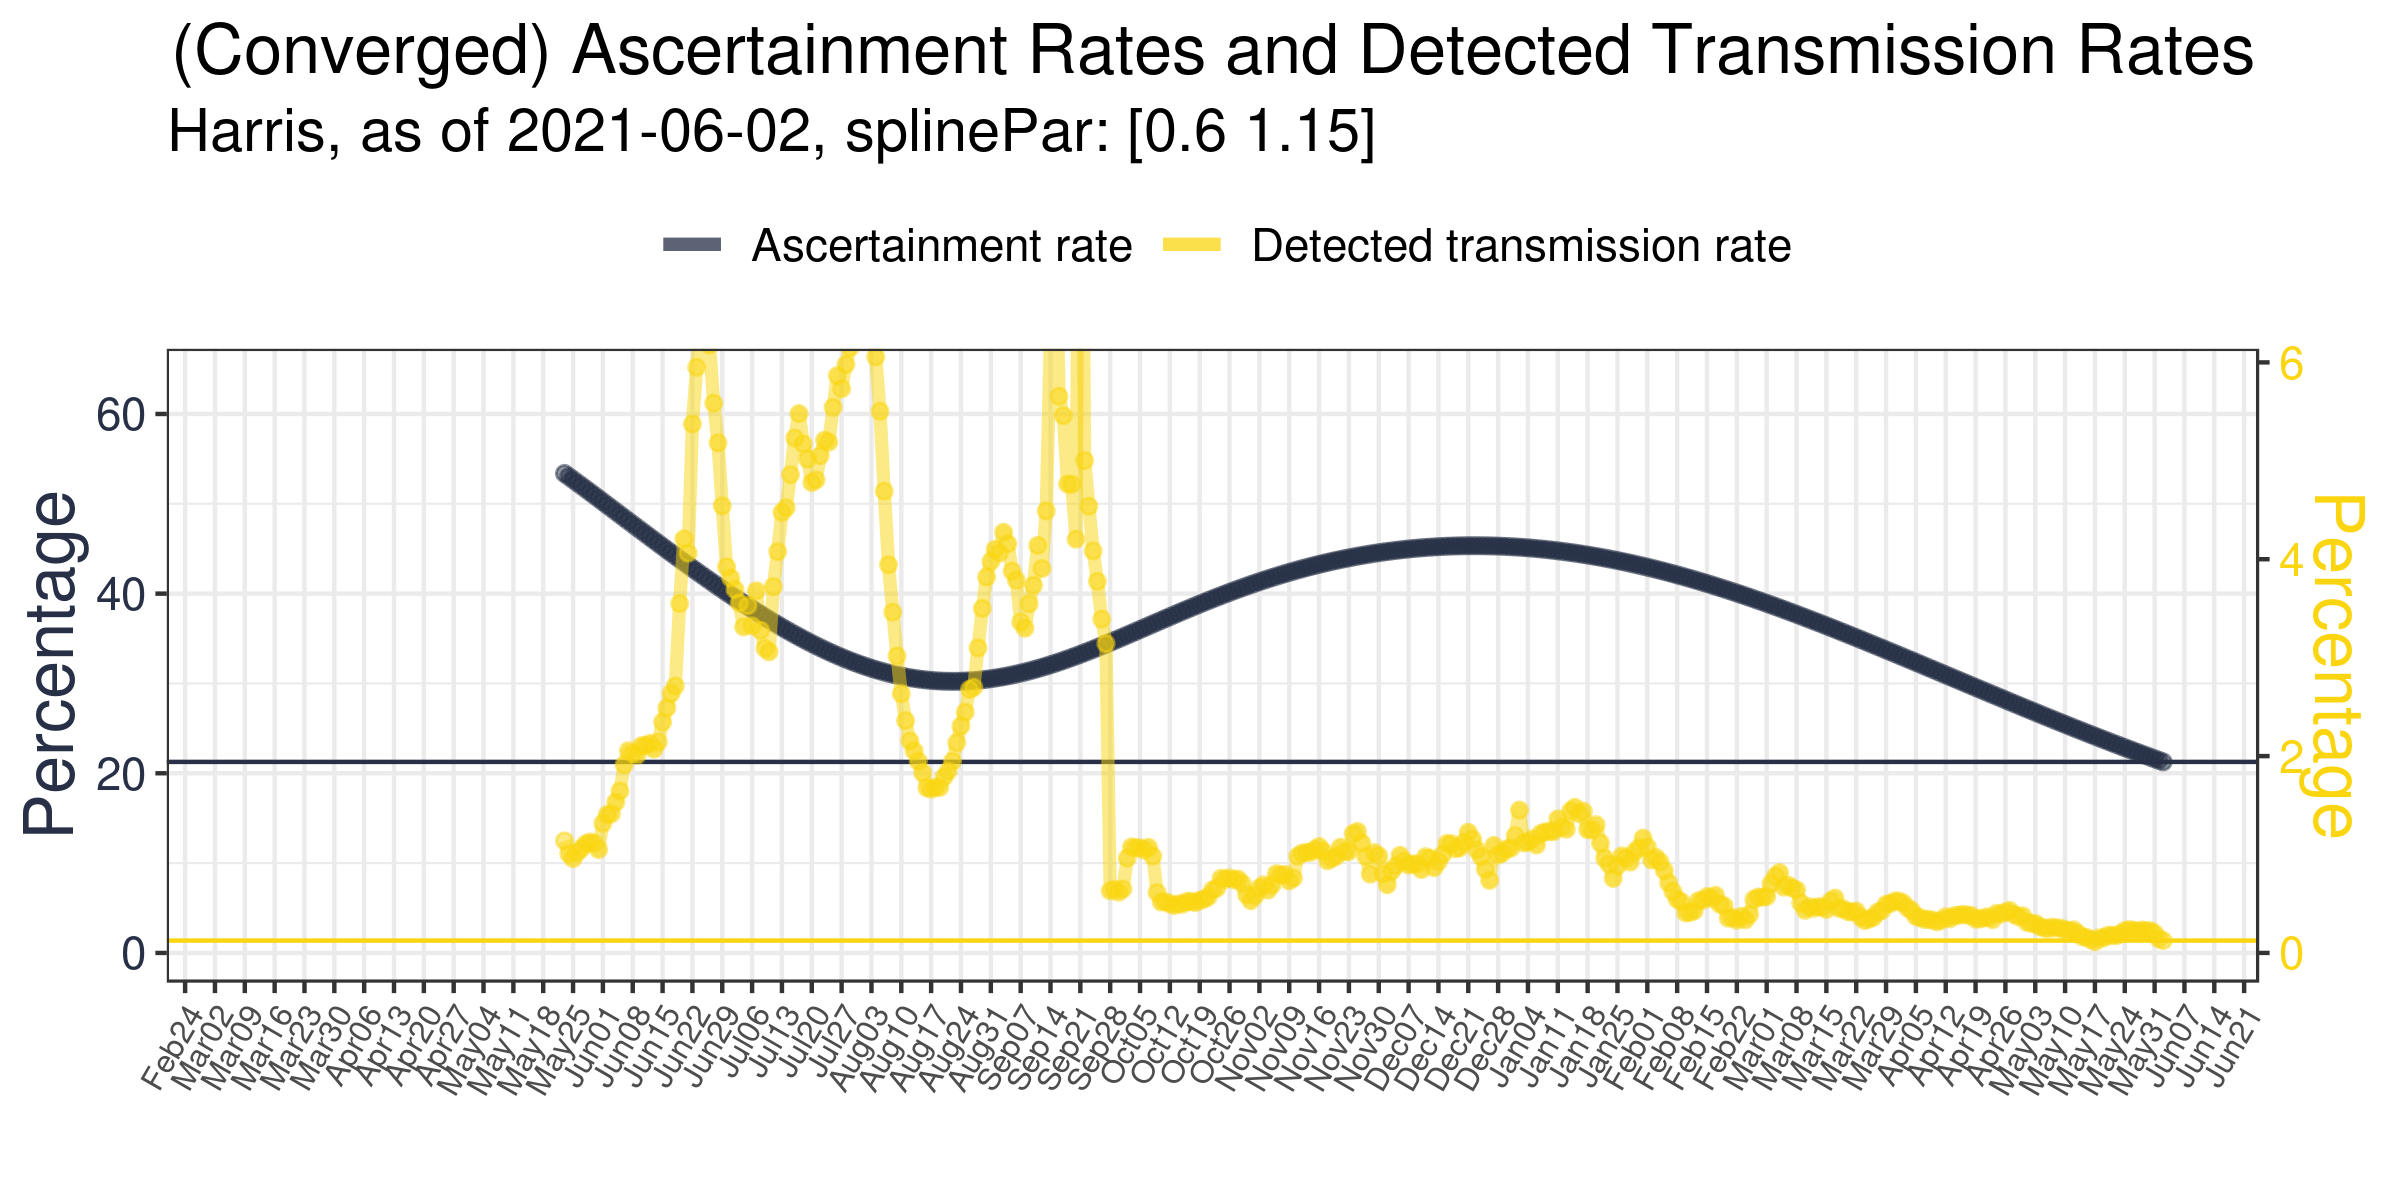 (Converged) Ascertainment Rates and Detected Transmission Rates
Harris, as of 2021-06-02, splinePar: [0.6 1.15]
Ascertainment rate
Detected transmission rate
Percentage
60
40
20
0
6
4
2
0
Percentage
Feb24
Mar02
Mar09
Mar16
Mar23
Mar30
Apr06
Apr13
Apr20
Apr27
May04
May11
May18
May25
Jun01
Jun08
Jun15
Jun22
Jun29
Jul06
Jul13
Jul20
Jul27
Aug03
Aug10
Aug17
Aug24
Aug31
Sep07
Sep14
Sep21
Sep28
Oct05
Oct12
Oct19
Oct26
Nov02
Nov09
Nov16
Nov23
Nov30
Dec07
Dec14
Dec21
Dec28
Jan04
Jan11
Jan18
Jan25
Feb01
Feb08
Feb15
Feb22
Mar01
Mar08
Mar15
Mar22
Mar29
Apr05
Apr12
Apr19
Apr26
May03
May10
May17
May24
May31
Jun07
Jun14
Jun21